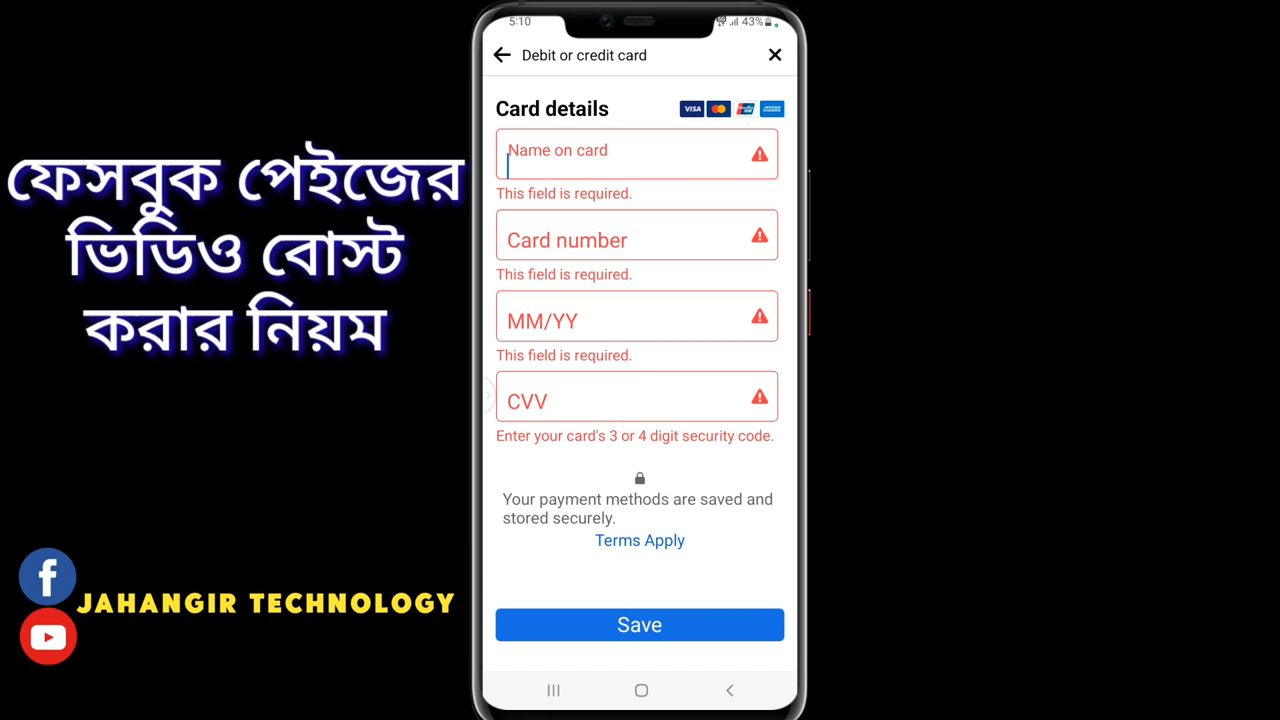 ফেসবুক পেইজের
ভিডিও বোস্ট
করার নিয়ম
JAHANGIR TECHNOLOGY
5:10
43%
Debit or credit card
Card details
VISA
Name on card
This field is required.
Card number
This field is required.
MM/YY
This field is required.
CVV
Enter your card's 3 or 4 digit security code.
Your payment methods are saved and
stored securely.
Terms Apply
Save